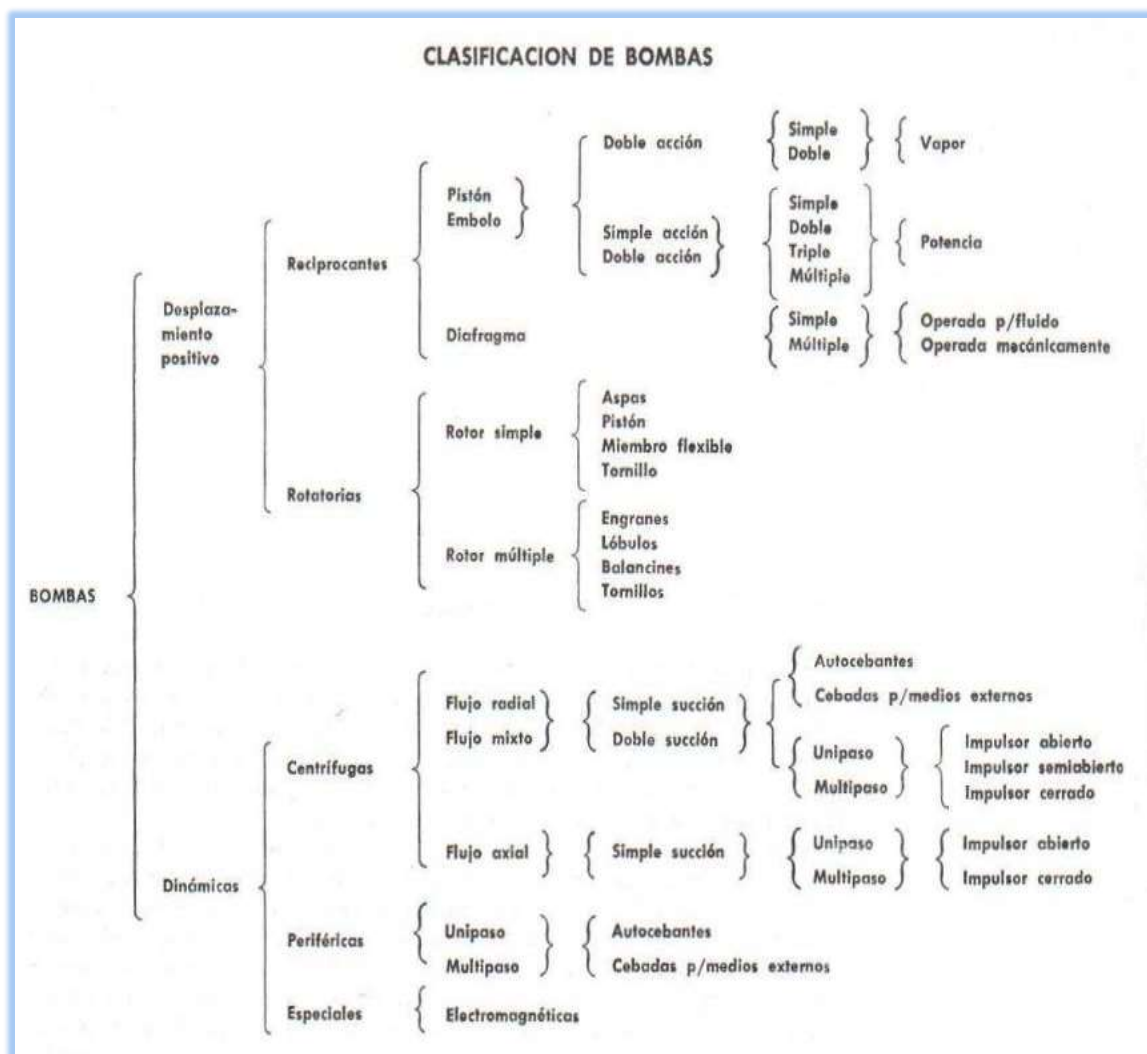 CLASIFICACION DE BOMBAS
BOMBAS
Desplaza-
miento
positivo
Reciprocantes
Pistón
Embolo
Doble acción
Simple
Doble
Vapor
Simple acción
Doble acción
Simple
Doble
Triple
Múltiple
Potencia
Diafragma
Simple
Múltiple
Operada p/fluido
Operada mecánicamente
Rotatorias
Rotor simple
Aspas
Pistón
Miembro flexible
Tornillo
Rotor múltiple
Engranes
Lóbulos
Balancines
Tornillos
Dinámicas
Centrífugas
Flujo radial
Flujo mixto
Simple succión
Doble succión
Autocebantes
Cebadas p/medios externos
Unipaso
Multipaso
Impulsor abierto
Impulsor semiabierto
Impulsor cerrado
Flujo axial
Simple succión
Unipaso
Multipaso
Impulsor abierto
Impulsor cerrado
Periféricas
Unipaso
Multipaso
Autocebantes
Cebadas p/medios externos
Especiales
Electromagnéticas